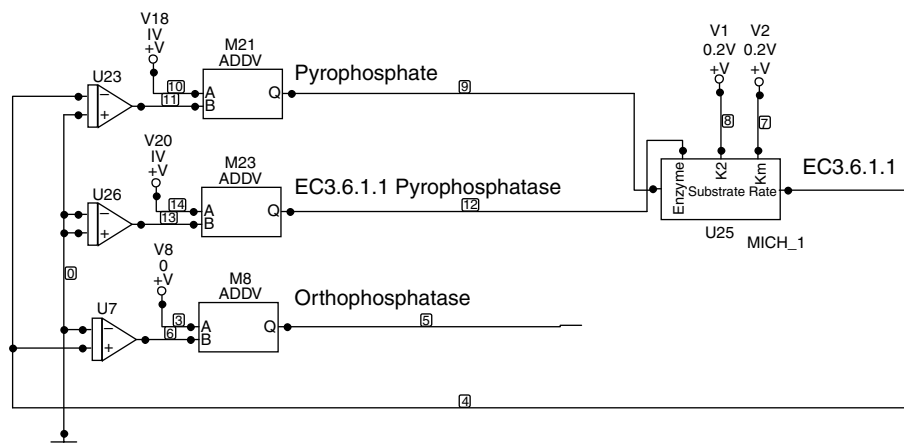 V18
IV
+V
M21
ADDV
U23
10
11
A
B
Q
Pyrophosphate
9
V1
0.2V
+V
V2
0.2V
+V
8
7
V20
IV
+V
M23
ADDV
U26
14
13
A
B
Q
EC3.6.1.1 Pyrophosphatase
12
Enzyme
K2
Km
Substrate Rate
EC3.6.1.1
U25
MICH_1
0
V8
0
+V
M8
ADDV
U7
3
6
A
B
Q
Orthophosphatase
5
4